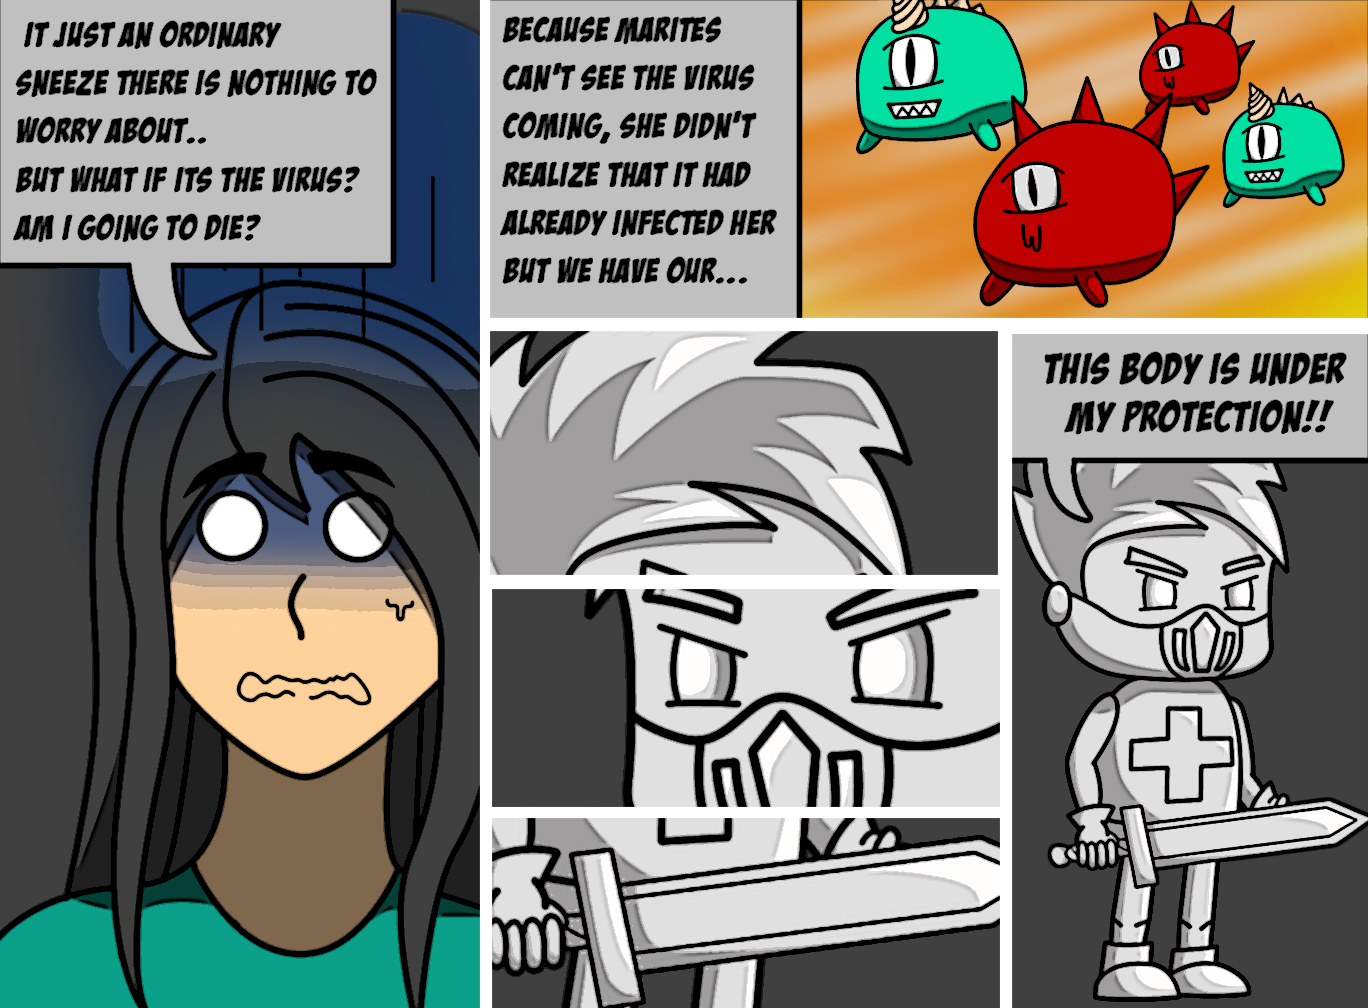 IT JUST AN ORDINARY
SNEEZE THERE IS NOTHING TO
WORRY ABOUT..
BUT WHAT IF ITS THE VIRUS?
AM I GOING TO DIE?
BECAUSE MARITES
CAN'T SEE THE VIRUS
COMING, SHE DIDN'T
REALIZE THAT IT HAD
ALREADY INFECTED HER
BUT WE HAVE OUR...
THIS BODY IS UNDER
MY PROTECTION!!